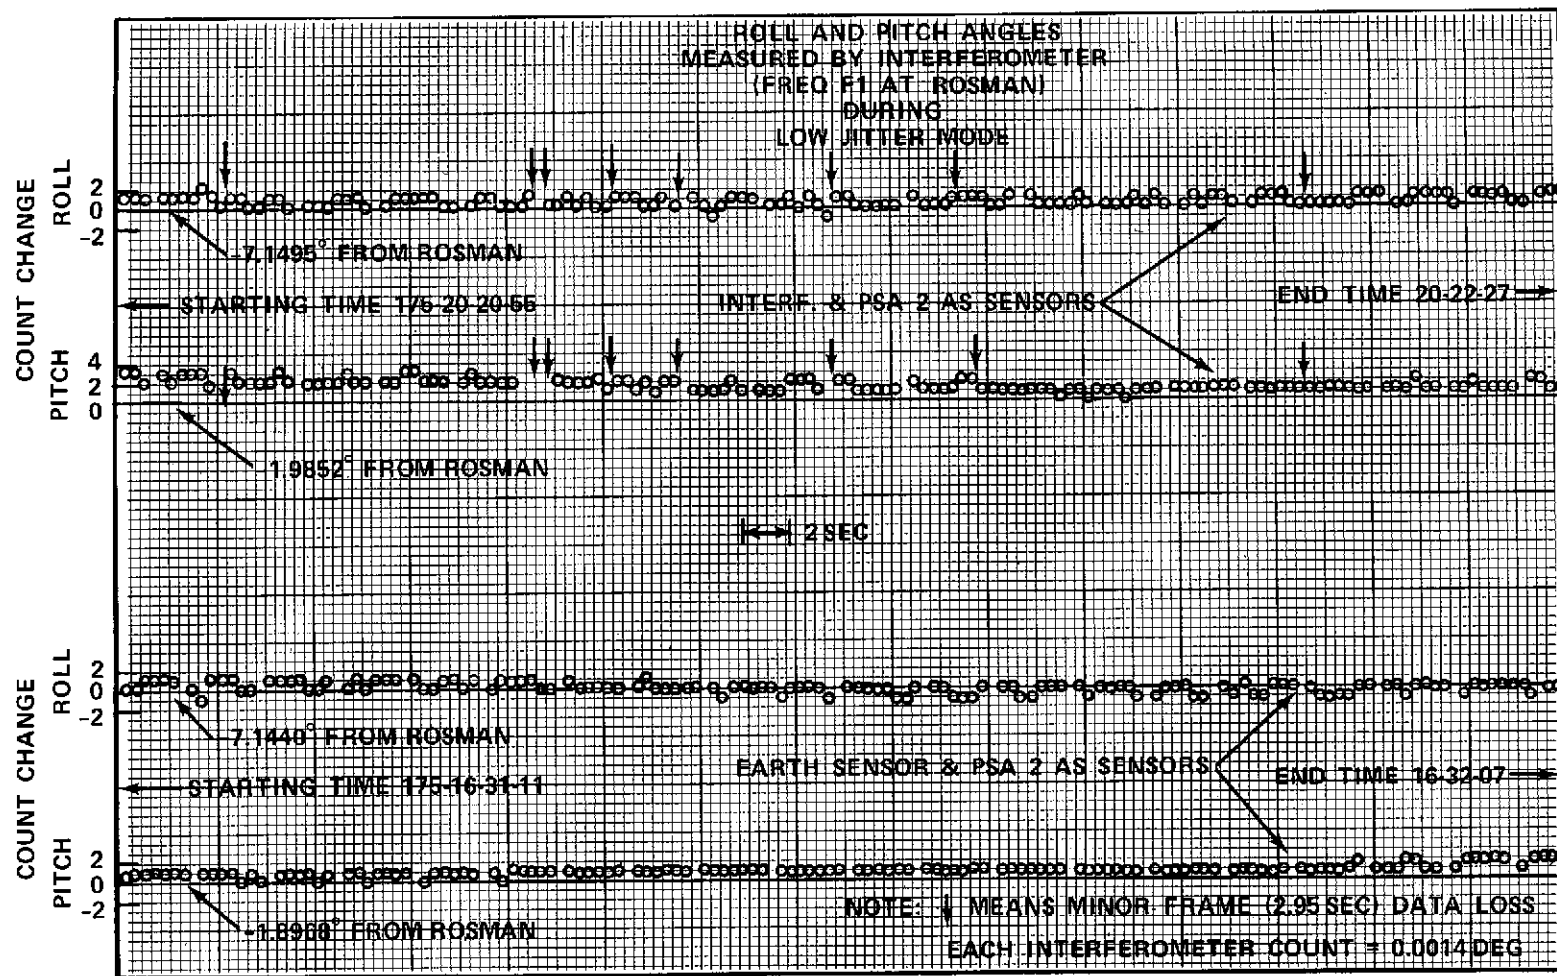 ROLL AND PITCH ANGLES
MEASURED BY INTERFEROMETER
(FREQ F1 AT ROSMAN)
DURING
LOW JITTER MODE
COUNT CHANGE
ROLL
2
0
-2
-7.1495° FROM ROSMAN
STARTING TIME 175-20-20-55
INTERF. & PSA 2 AS SENSORS
END TIME 20-22-27
PITCH
4
2
0
1.9852° FROM ROSMAN
2 SEC
COUNT CHANGE
ROLL
2
0
-2
-7.1440° FROM ROSMAN
EARTH SENSOR & PSA 2 AS SENSORS
STARTING TIME 175-16-31-11
END TIME 16-32-07
PITCH
2
0
-2
-1.8968° FROM ROSMAN
NOTE: ↓ MEANS MINOR FRAME (2.95 SEC) DATA LOSS
EACH INTERFEROMETER COUNT = 0.0014 DEG